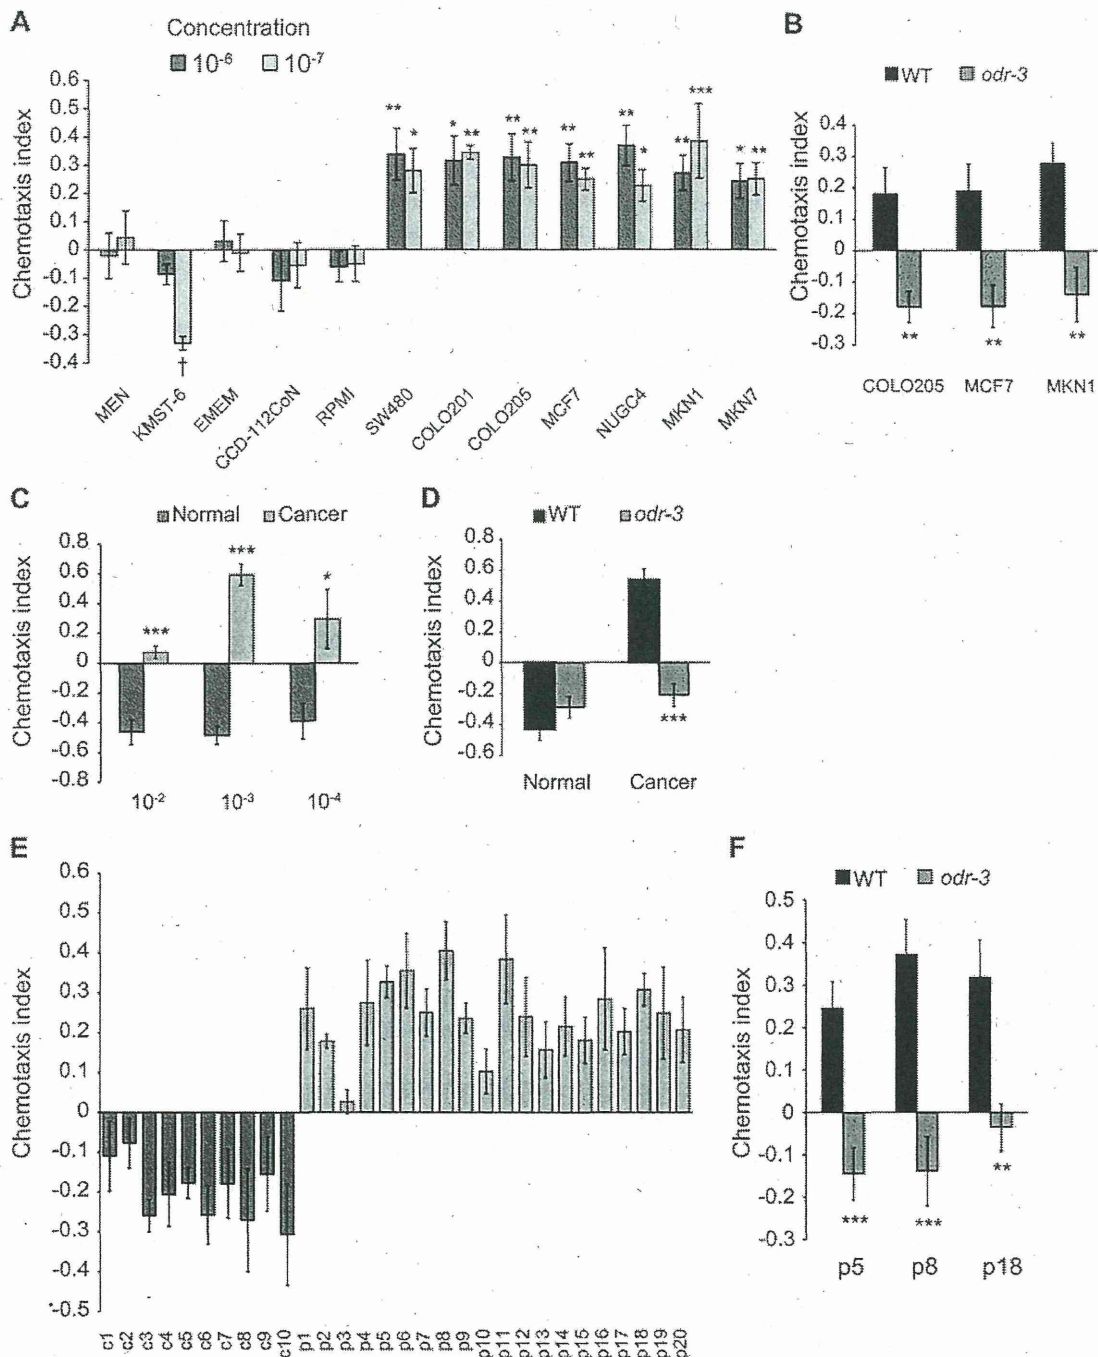 A
Concentration
10⁻⁶ 10⁻⁷
Chemotaxis index
0.6
0.5
0.4
0.3
0.2
0.1
0
-0.1
-0.2
-0.3
-0.4
** * * ** ** ** ** ** ** * ** *** * **
†
MEN
KMST-6
EMEM
CCD-112CoN
RPMI
SW480
COLO201
COLO205
MCF7
NUGC4
MKN1
MKN7
B
WT odr-3
Chemotaxis index
0.4
0.3
0.2
0.1
0
-0.1
-0.2
-0.3
** ** **
COLO205 MCF7 MKN1
C
Normal Cancer
Chemotaxis index
0.8
0.6
0.4
0.2
0
-0.2
-0.4
-0.6
-0.8
*** *** *
10⁻² 10⁻³ 10⁻⁴
D
WT odr-3
Chemotaxis index
0.8
0.6
0.4
0.2
0
-0.2
-0.4
-0.6
***
Normal Cancer
E
Chemotaxis index
0.6
0.5
0.4
0.3
0.2
0.1
0
-0.1
-0.2
-0.3
-0.4
-0.5
c1
c2
c3
c4
c5
c6
c7
c8
c9
c10
p1
p2
p3
p4
p5
p6
p7
p8
p9
p10
p11
p12
p13
p14
p15
p16
p17
p18
p19
p20
F
WT odr-3
Chemotaxis index
0.5
0.4
0.3
0.2
0.1
0
-0.1
-0.2
-0.3
*** *** **
p5 p8 p18